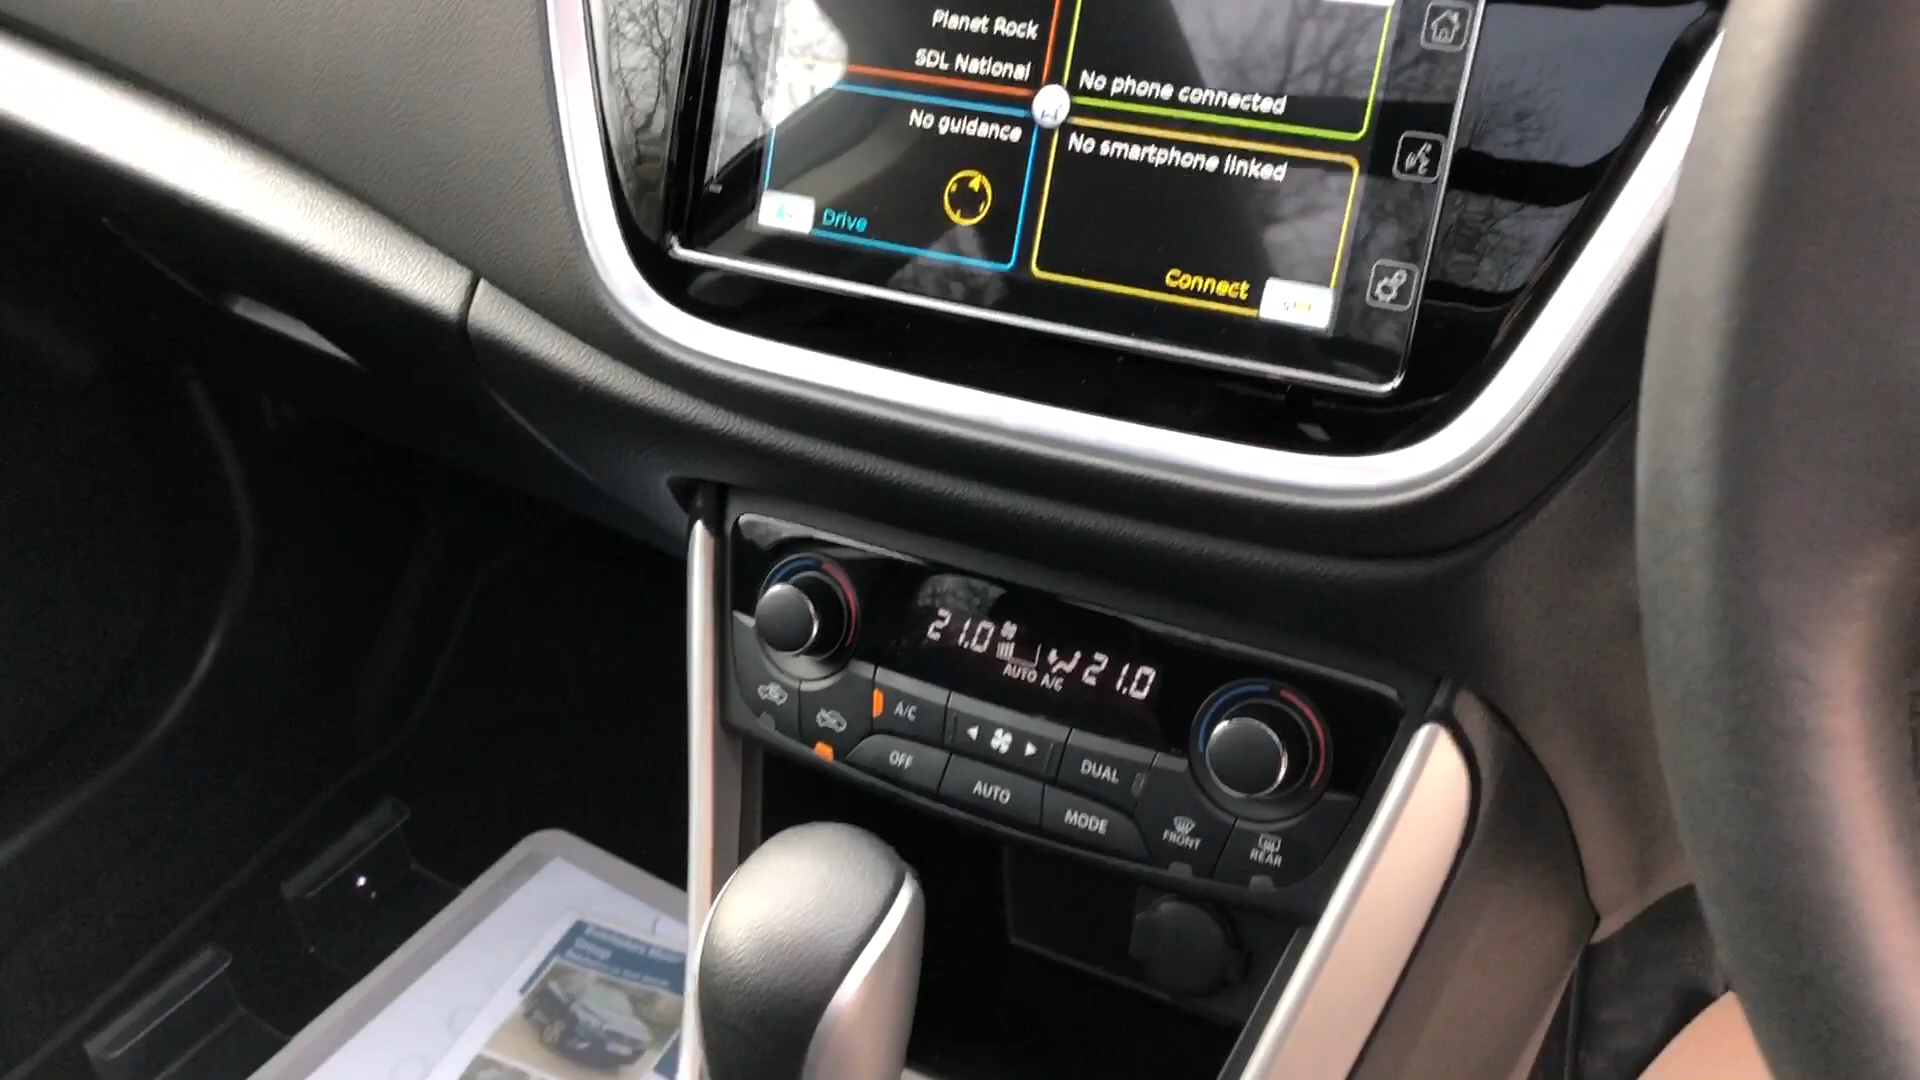 Planet Rock
SDL National
No phone connected
No guidance
No smartphone linked
Drive
Connect
21.0
21.0
AUTO A/C
A/C
OFF
AUTO
DUAL
MODE
FRONT
REAR